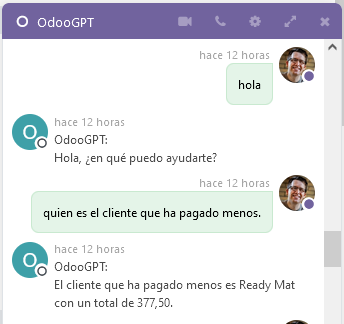 OdooGPT
hace 12 horas
hola
hace 12 horas
OdooGPT:
Hola, ¿en qué puedo ayudarte?
hace 12 horas
quien es el cliente que ha pagado menos.
hace 12 horas
OdooGPT:
El cliente que ha pagado menos es Ready Mat
con un total de 377,50.